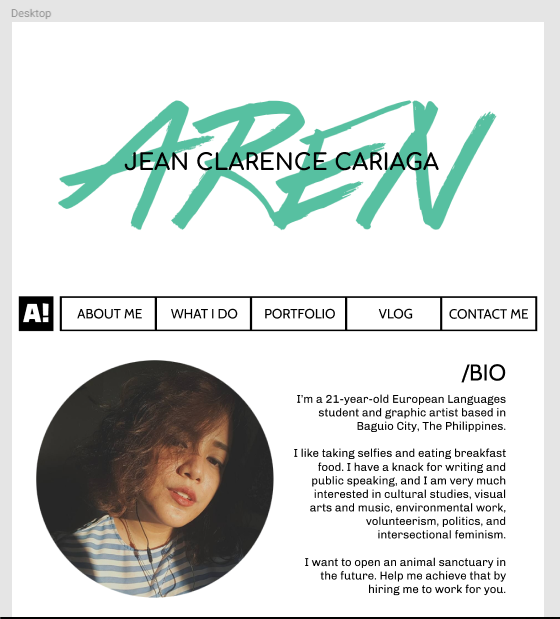 Desktop
AREN
JEAN CLARENCE CARIAGA
A! ABOUT ME WHAT I DO PORTFOLIO VLOG CONTACT ME
/BIO
I'm a 21-year-old European Languages
student and graphic artist based in
Baguio City, The Philippines.
I like taking selfies and eating breakfast
food. I have a knack for writing and
public speaking, and I am very much
interested in cultural studies, visual
arts and music, environmental work,
volunteerism, politics, and
intersectional feminism.
I want to open an animal sanctuary in
the future. Help me achieve that by
hiring me to work for you.